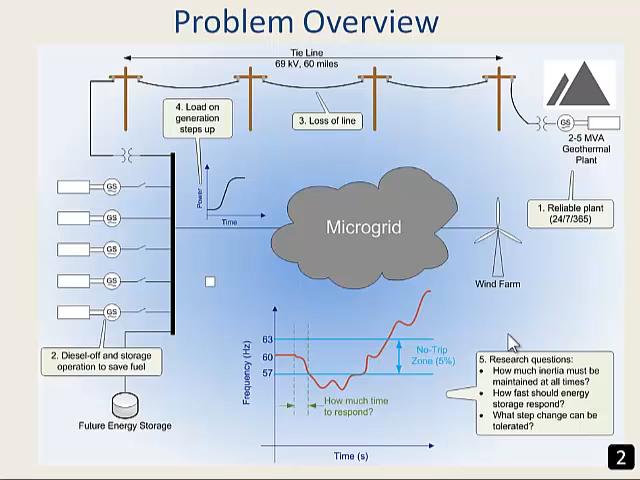 Problem Overview
Tie Line
69 kV, 60 miles
4. Load on
generation
steps up
3. Loss of line
GS
2-5 MVA
Geothermal
Plant
1. Reliable plant
(24/7/365)
GS
GS
GS
GS
GS
Power
Time
Microgrid
Wind Farm
2. Diesel-off and storage
operation to save fuel
Future Energy Storage
Frequency (Hz)
63
60
57
No-Trip
Zone (5%)
How much time
to respond?
Time (s)
5. Research questions:
• How much inertia must be
maintained at all times?
• How fast should energy
storage respond?
• What step change can be
tolerated?
2